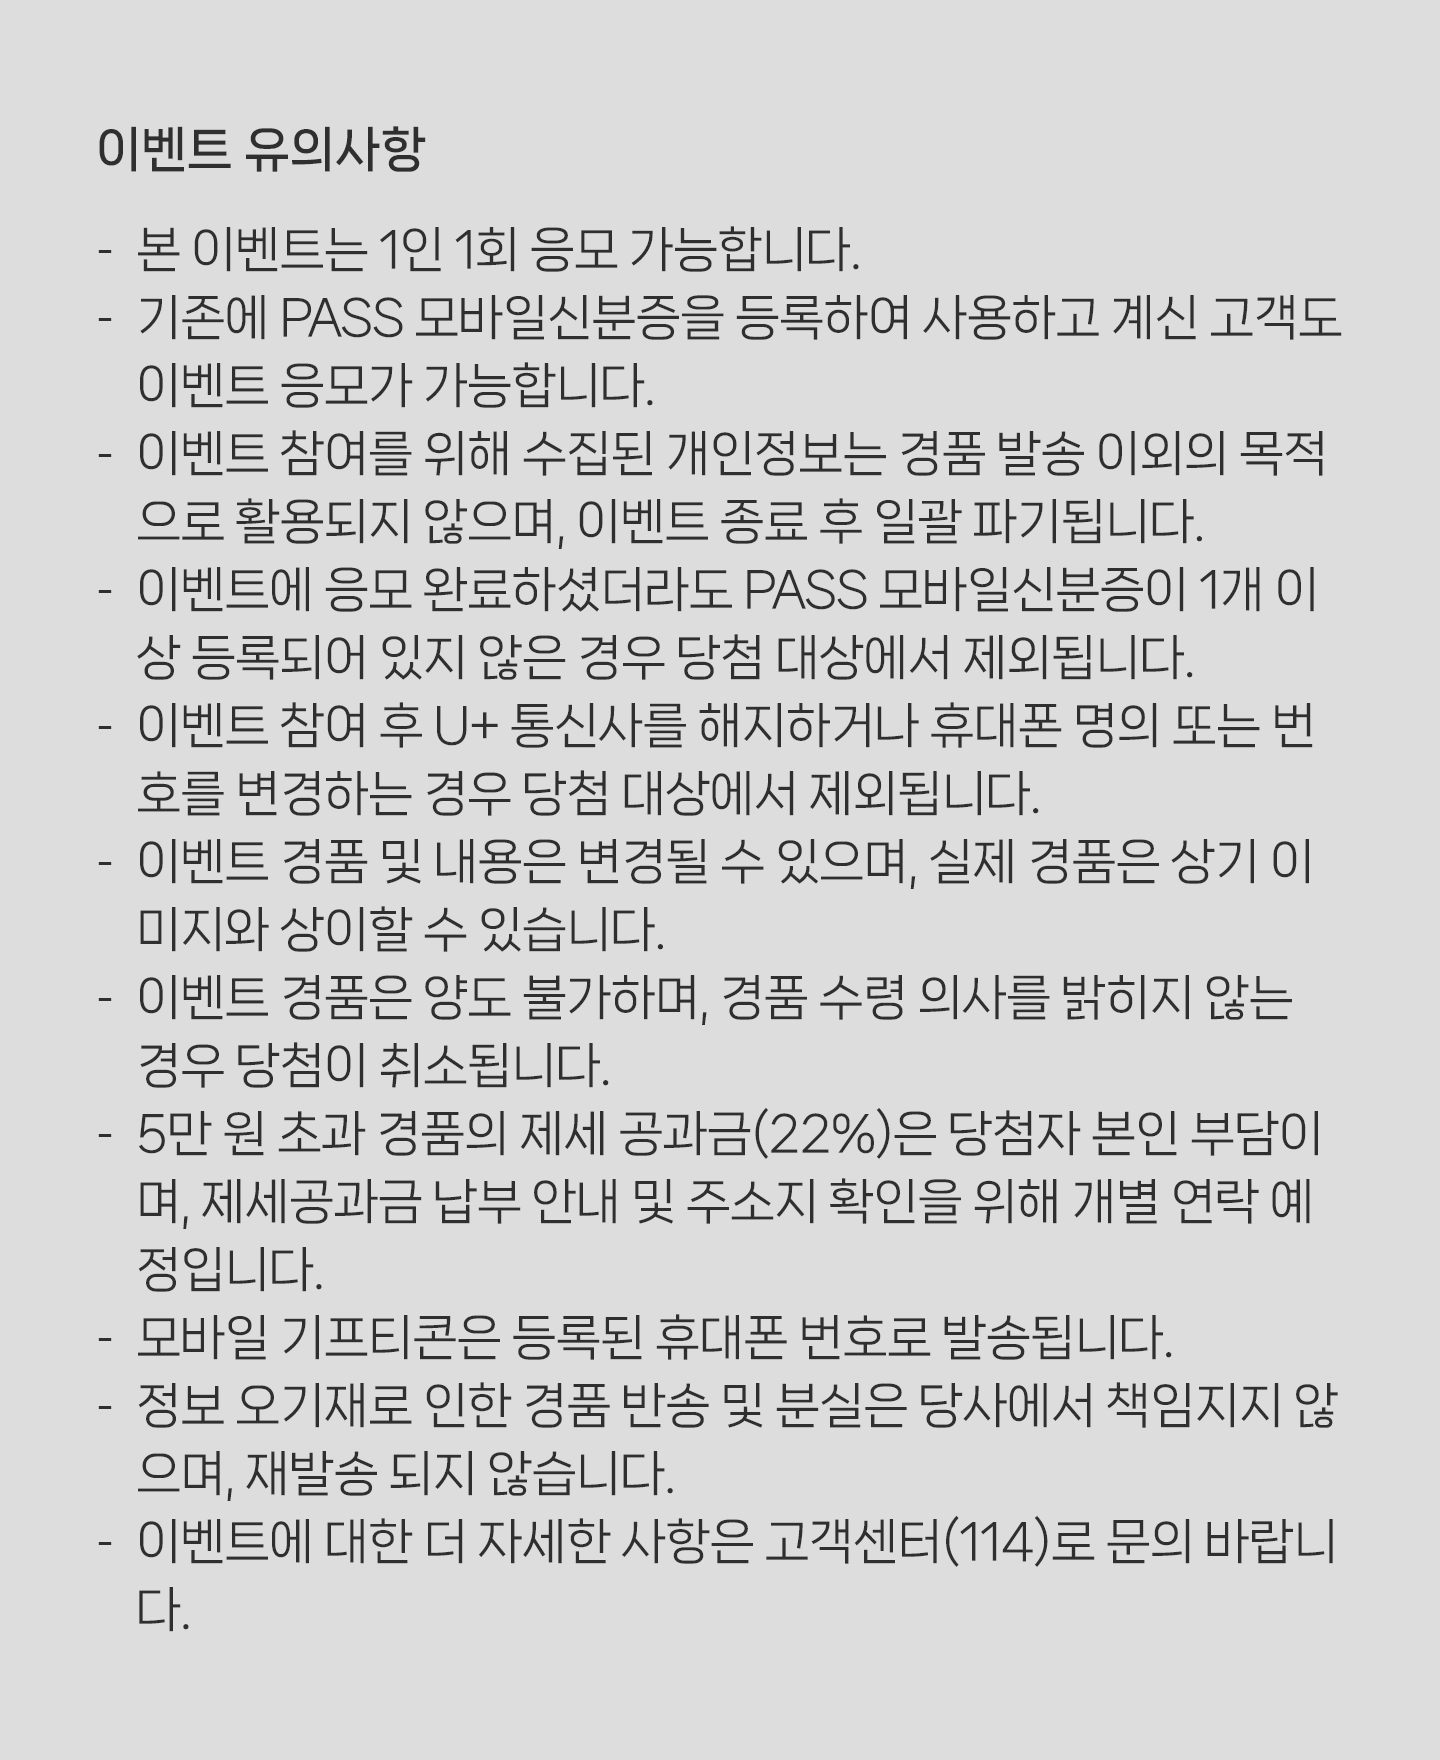 이벤트 유의사항
- 본 이벤트는 1인 1회 응모 가능합니다.
- 기존에 PASS 모바일신분증을 등록하여 사용하고 계신 고객도
이벤트 응모가 가능합니다.
- 이벤트 참여를 위해 수집된 개인정보는 경품 발송 이외의 목적
으로 활용되지 않으며, 이벤트 종료 후 일괄 파기됩니다.
- 이벤트에 응모 완료하셨더라도 PASS 모바일신분증이 1개 이
상 등록되어 있지 않은 경우 당첨 대상에서 제외됩니다.
- 이벤트 참여 후 U+ 통신사를 해지하거나 휴대폰 명의 또는 번
호를 변경하는 경우 당첨 대상에서 제외됩니다.
- 이벤트 경품 및 내용은 변경될 수 있으며, 실제 경품은 상기 이
미지와 상이할 수 있습니다.
- 이벤트 경품은 양도 불가하며, 경품 수령 의사를 밝히지 않는
경우 당첨이 취소됩니다.
- 5만 원 초과 경품의 제세 공과금(22%)은 당첨자 본인 부담이
며, 제세공과금 납부 안내 및 주소지 확인을 위해 개별 연락 예
정입니다.
- 모바일 기프티콘은 등록된 휴대폰 번호로 발송됩니다.
- 정보 오기재로 인한 경품 반송 및 분실은 당사에서 책임지지 않
으며, 재발송 되지 않습니다.
- 이벤트에 대한 더 자세한 사항은 고객센터(114)로 문의 바랍니
다.